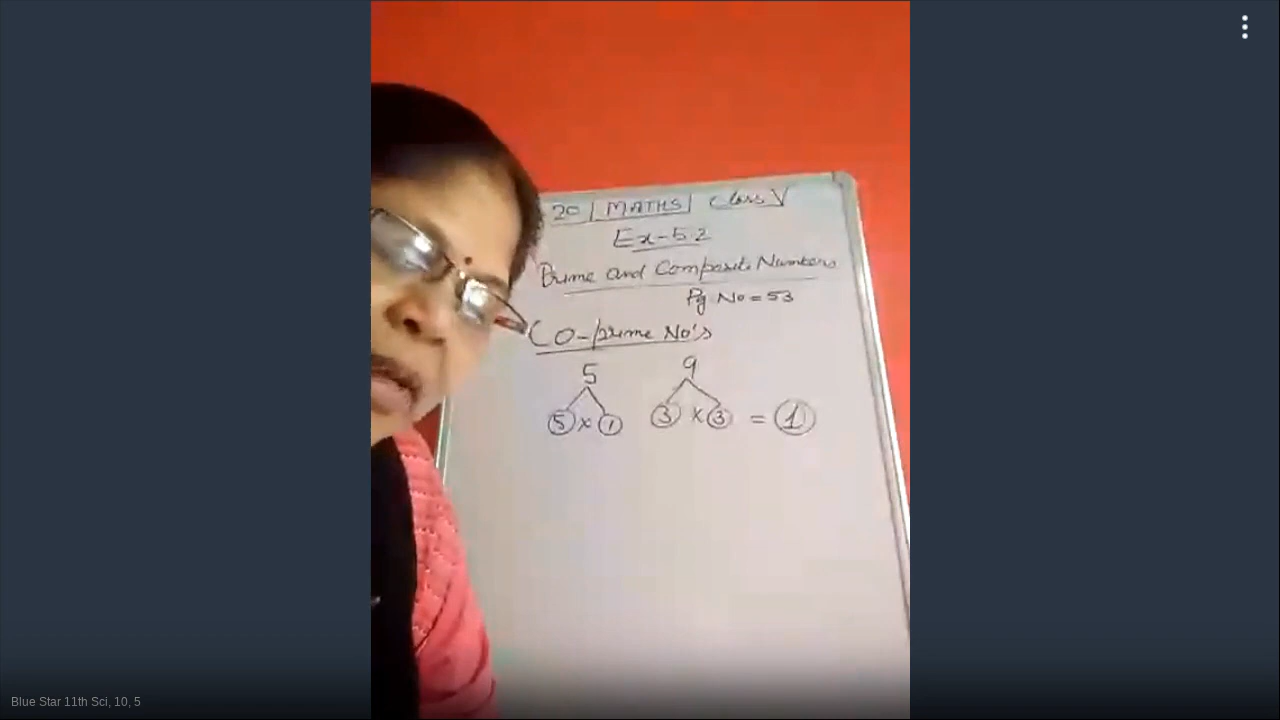 20 | MATHS | Class V
Ex-5.2
Prime and Composite Numbers
Pg No = 53
Co-prime No's
5 9
5 x 1 3 x 3 = 1
Blue Star 11th Sci, 10, 5